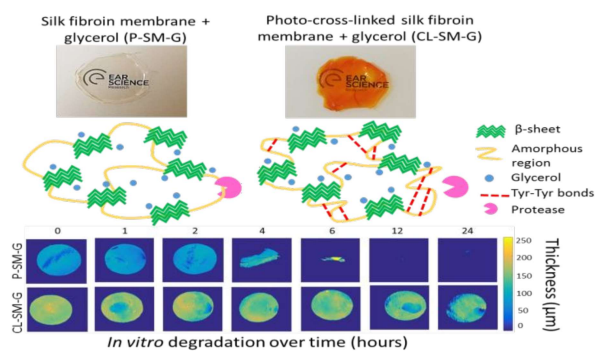 Silk fibroin membrane +
glycerol (P-SM-G)
Photo-cross-linked silk fibroin
membrane + glycerol (CL-SM-G)
EAR
SCIENCE
EAR
SCIENCE
β-sheet
Amorphous
region
Glycerol
Tyr-Tyr bonds
Protease
0 1 2 4 6 12 24
P-SM-G
CL-SM-G
250
200
150
100
50
0
Thickness (μm)
In vitro degradation over time (hours)